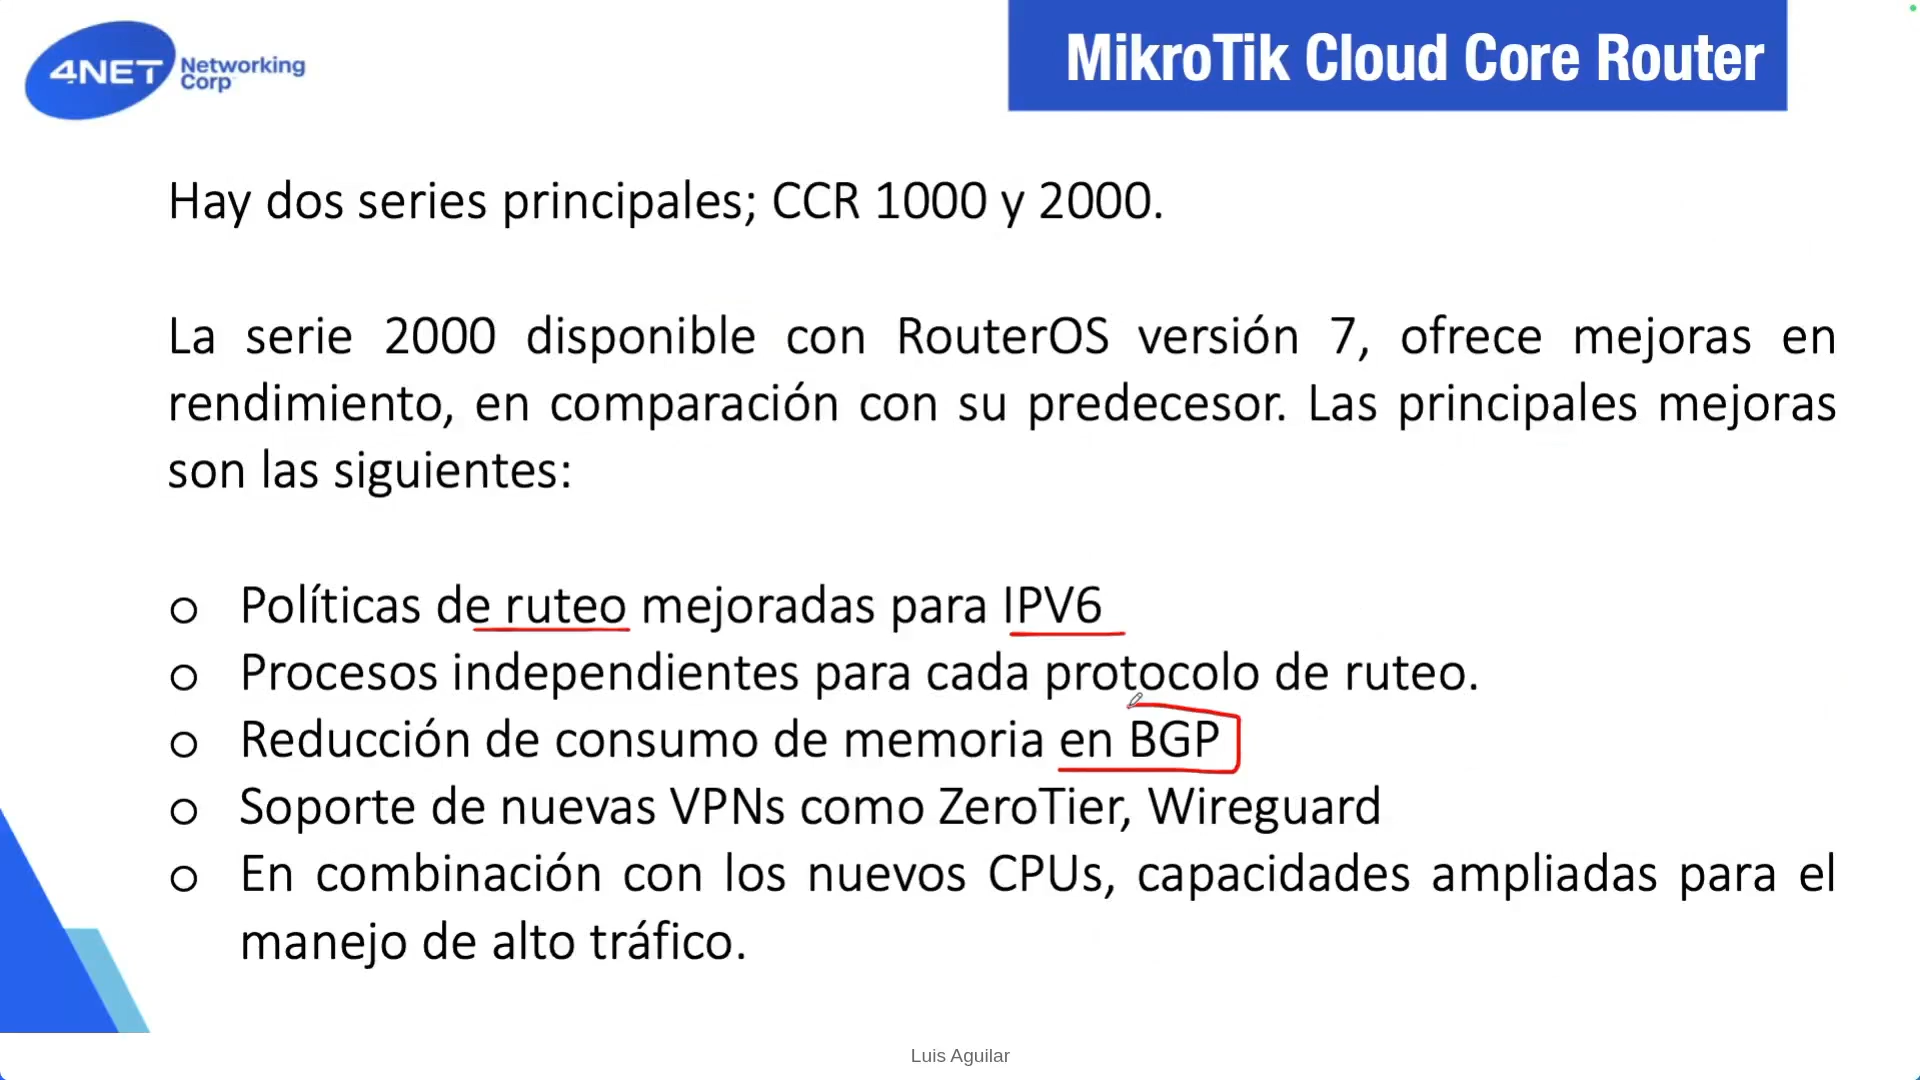 4NET Networking
Corp
MikroTik Cloud Core Router
Hay dos series principales; CCR 1000 y 2000.
La serie 2000 disponible con RouterOS versión 7, ofrece mejoras en
rendimiento, en comparación con su predecesor. Las principales mejoras
son las siguientes:
o Políticas de ruteo mejoradas para IPV6
o Procesos independientes para cada protocolo de ruteo.
o Reducción de consumo de memoria en BGP
o Soporte de nuevas VPNs como ZeroTier, Wireguard
o En combinación con los nuevos CPUs, capacidades ampliadas para el
manejo de alto tráfico.
Luis Aguilar